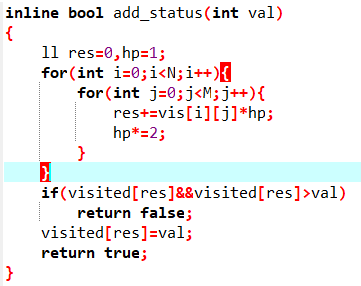 inline bool add_status(int val)
{
    ll res=0,hp=1;
    for(int i=0;i<N;i++){
        for(int j=0;j<M;j++){
            res+=vis[i][j]*hp;
            hp*=2;
        }
    }
    if(visited[res]&&visited[res]>val)
        return false;
    visited[res]=val;
    return true;
}